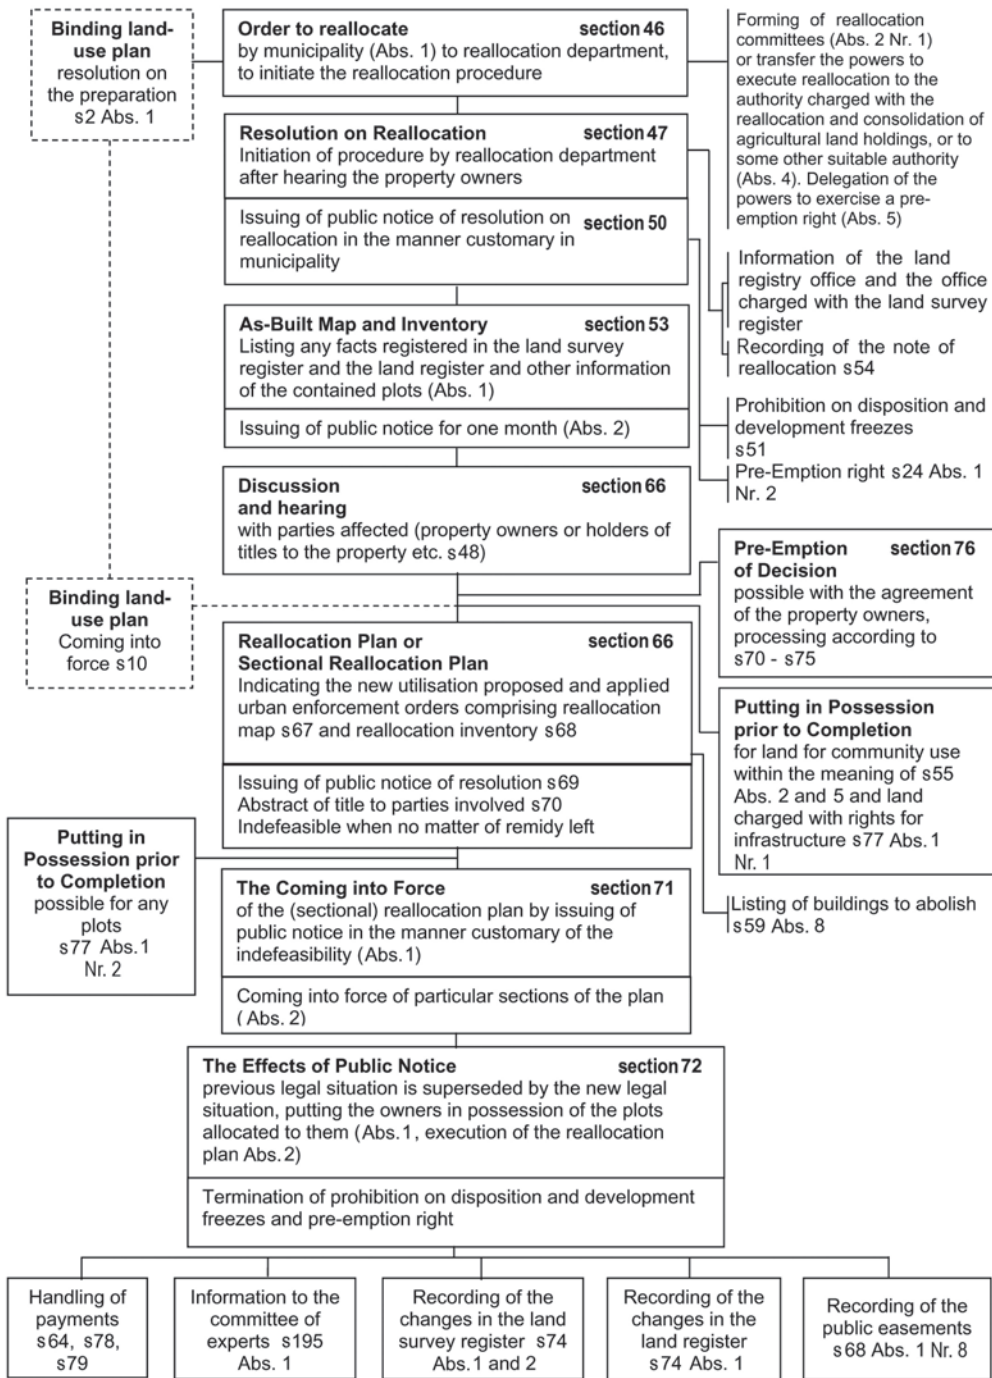 Binding land-
use plan
resolution on
the preparation
s2 Abs. 1
Order to reallocate section 46
by municipality (Abs. 1) to reallocation department,
to initiate the reallocation procedure
Forming of reallocation
committees (Abs. 2 Nr. 1)
or transfer the powers to
execute reallocation to the
authority charged with the
reallocation and consolidation of
agricultural land holdings, or to
some other suitable authority
(Abs. 4). Delegation of the
powers to exercise a pre-
emption right (Abs. 5)
Resolution on Reallocation section 47
Initiation of procedure by reallocation department
after hearing the property owners
Issuing of public notice of resolution on
reallocation in the manner customary in section 50
municipality
Information of the land
registry office and the office
charged with the land survey
register
Recording of the note of
reallocation s54
As-Built Map and Inventory section 53
Listing any facts registered in the land survey
register and the land register and other information
of the contained plots (Abs. 1)
Issuing of public notice for one month (Abs. 2)
Prohibition on disposition and
development freezes
s51
Pre-Emption right s24 Abs. 1
Nr. 2
Discussion section 66
and hearing
with parties affected (property owners or holders of
titles to the property etc. s48)
Pre-Emption section 76
of Decision
possible with the agreement
of the property owners,
processing according to
s70 - s75
Binding land-
use plan
Coming into
force s10
Reallocation Plan or section 66
Sectional Reallocation Plan
Indicating the new utilisation proposed and applied
urban enforcement orders comprising reallocation
map s67 and reallocation inventory s68
Issuing of public notice of resolution s69
Abstract of title to parties involved s70
Indefeasible when no matter of remidy left
Putting in Possession
prior to Completion
for land for community use
within the meaning of s55
Abs. 2 and 5 and land
charged with rights for
infrastructure s77 Abs. 1
Nr. 1
Putting in
Possession prior
to Completion
possible for any
plots
s77 Abs.1
Nr. 2
The Coming into Force section 71
of the (sectional) reallocation plan by issuing of
public notice in the manner customary of the
indefeasibility (Abs. 1)
Coming into force of particular sections of the plan
( Abs. 2)
Listing of buildings to abolish
s59 Abs. 8
The Effects of Public Notice section 72
previous legal situation is superseded by the new legal
situation, putting the owners in possession of the plots
allocated to them (Abs.1, execution of the reallocation
plan Abs. 2)
Termination of prohibition on disposition and development
freezes and pre-emption right
Handling of
payments
s64, s78,
s79
Information to the
committee of
experts s195
Abs. 1
Recording of the
changes in the land
survey register s74
Abs.1 and 2
Recording of the
changes in the
land register
s74 Abs. 1
Recording of the
public easements
s68 Abs. 1 Nr. 8